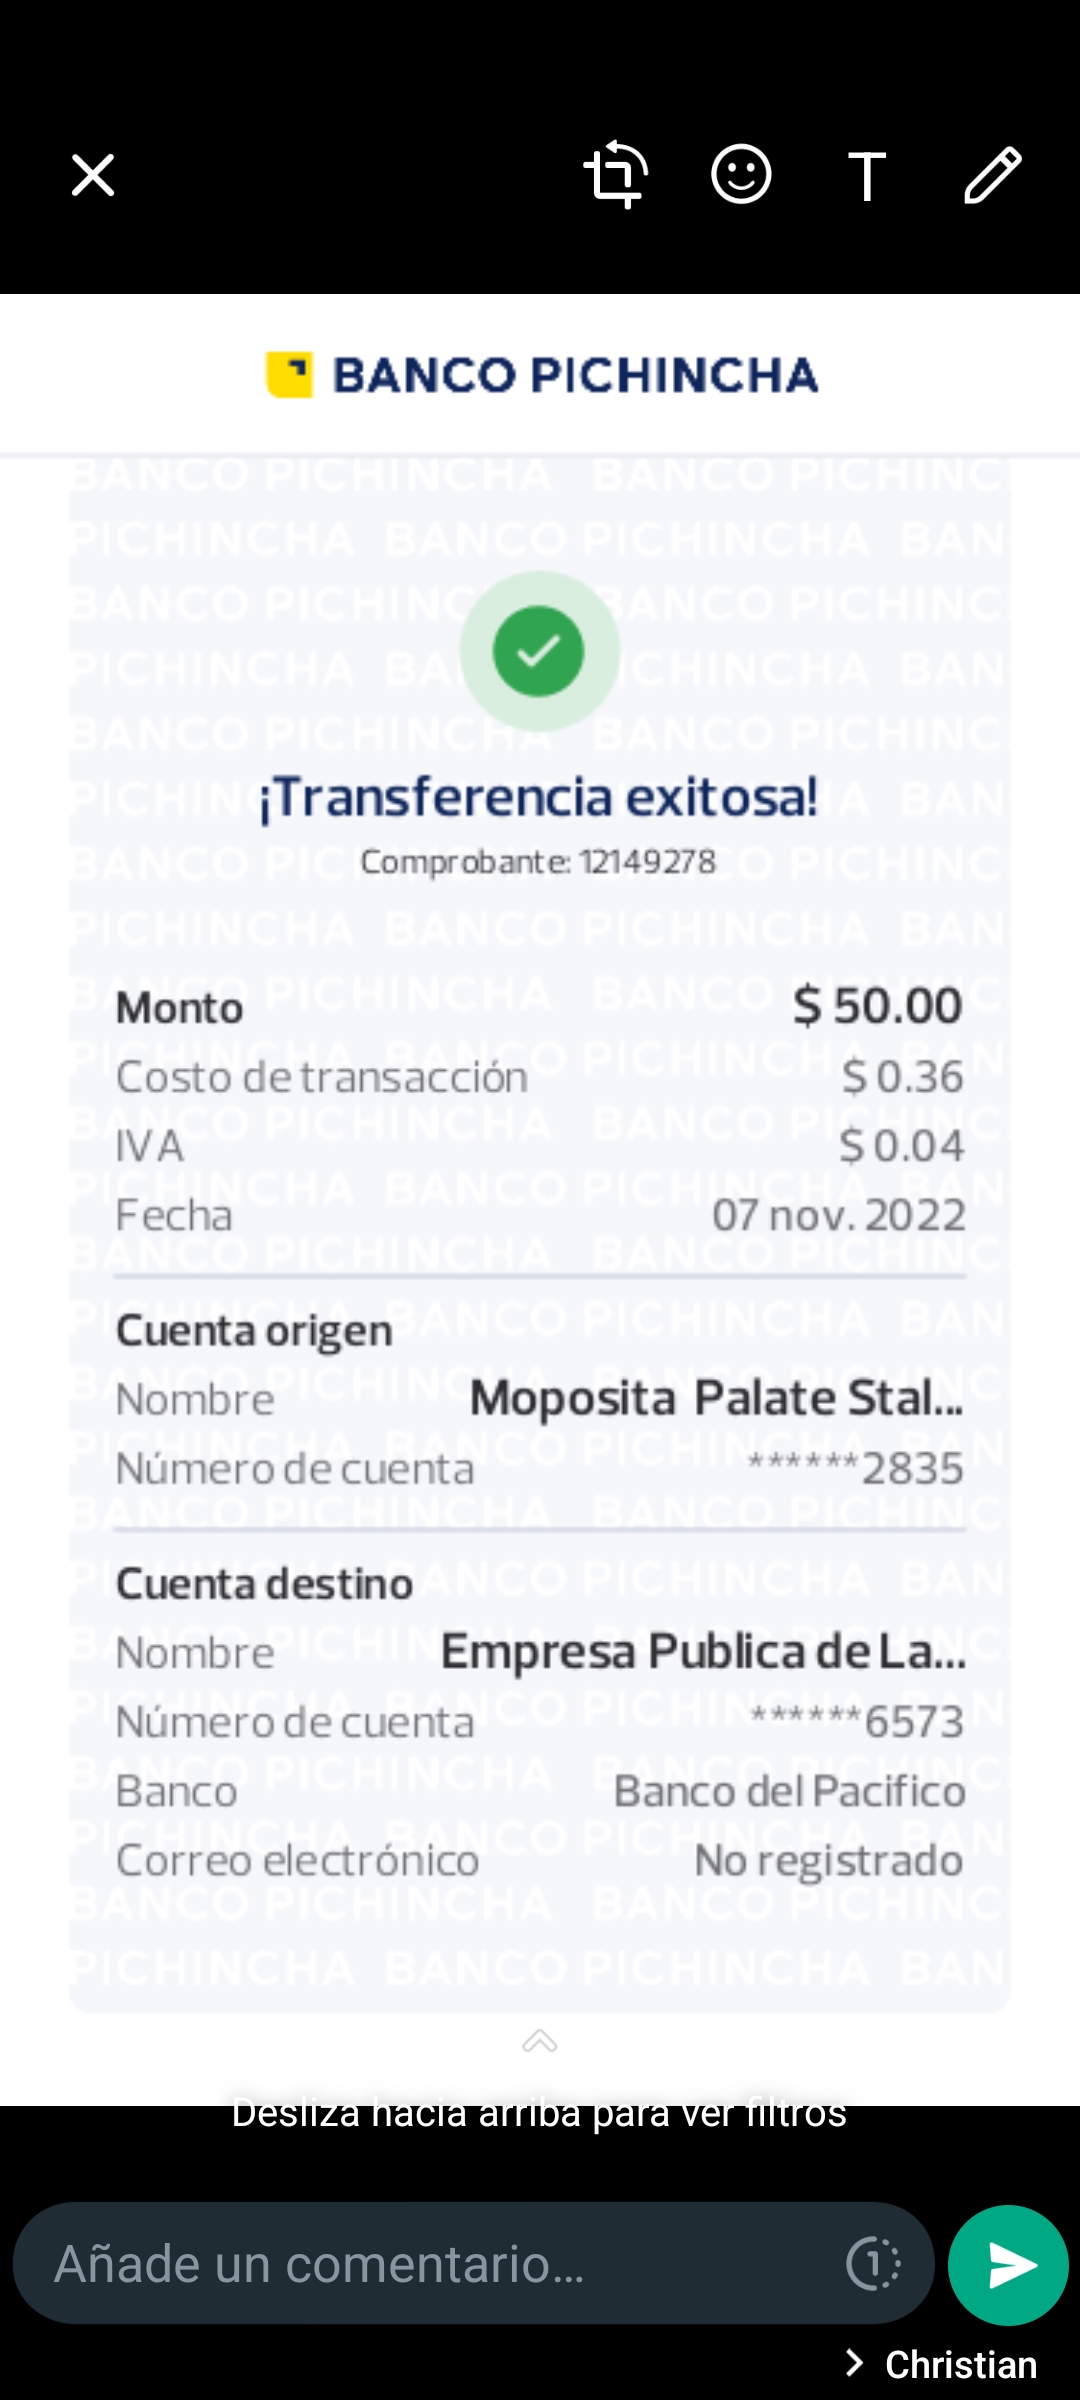 T
BANCO PICHINCHA
¡Transferencia exitosa!
Comprobante: 12149278
Monto $ 50.00
Costo de transacción $ 0.36
IVA $ 0.04
Fecha 07 nov. 2022
Cuenta origen
Nombre Moposita Palate Stal...
Número de cuenta ******2835
Cuenta destino
Nombre Empresa Publica de La...
Número de cuenta ******6573
Banco Banco del Pacifico
Correo electrónico No registrado
Desliza hacia arriba para ver filtros
Añade un comentario...
1
> Christian